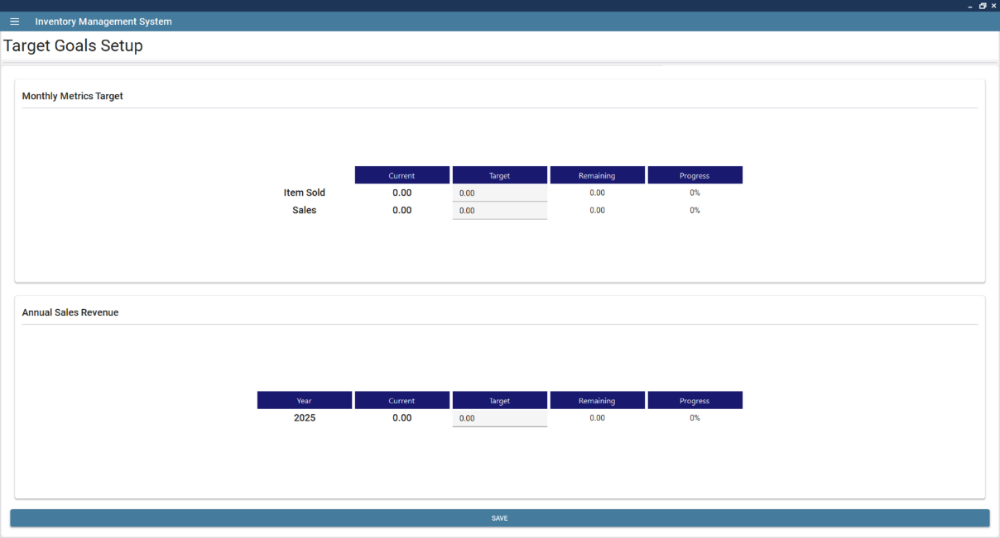 Inventory Management System
Target Goals Setup
Monthly Metrics Target
Current Target Remaining Progress
Item Sold 0.00 0.00 0.00 0%
Sales 0.00 0.00 0.00 0%
Annual Sales Revenue
Year Current Target Remaining Progress
2025 0.00 0.00 0.00 0%
SAVE